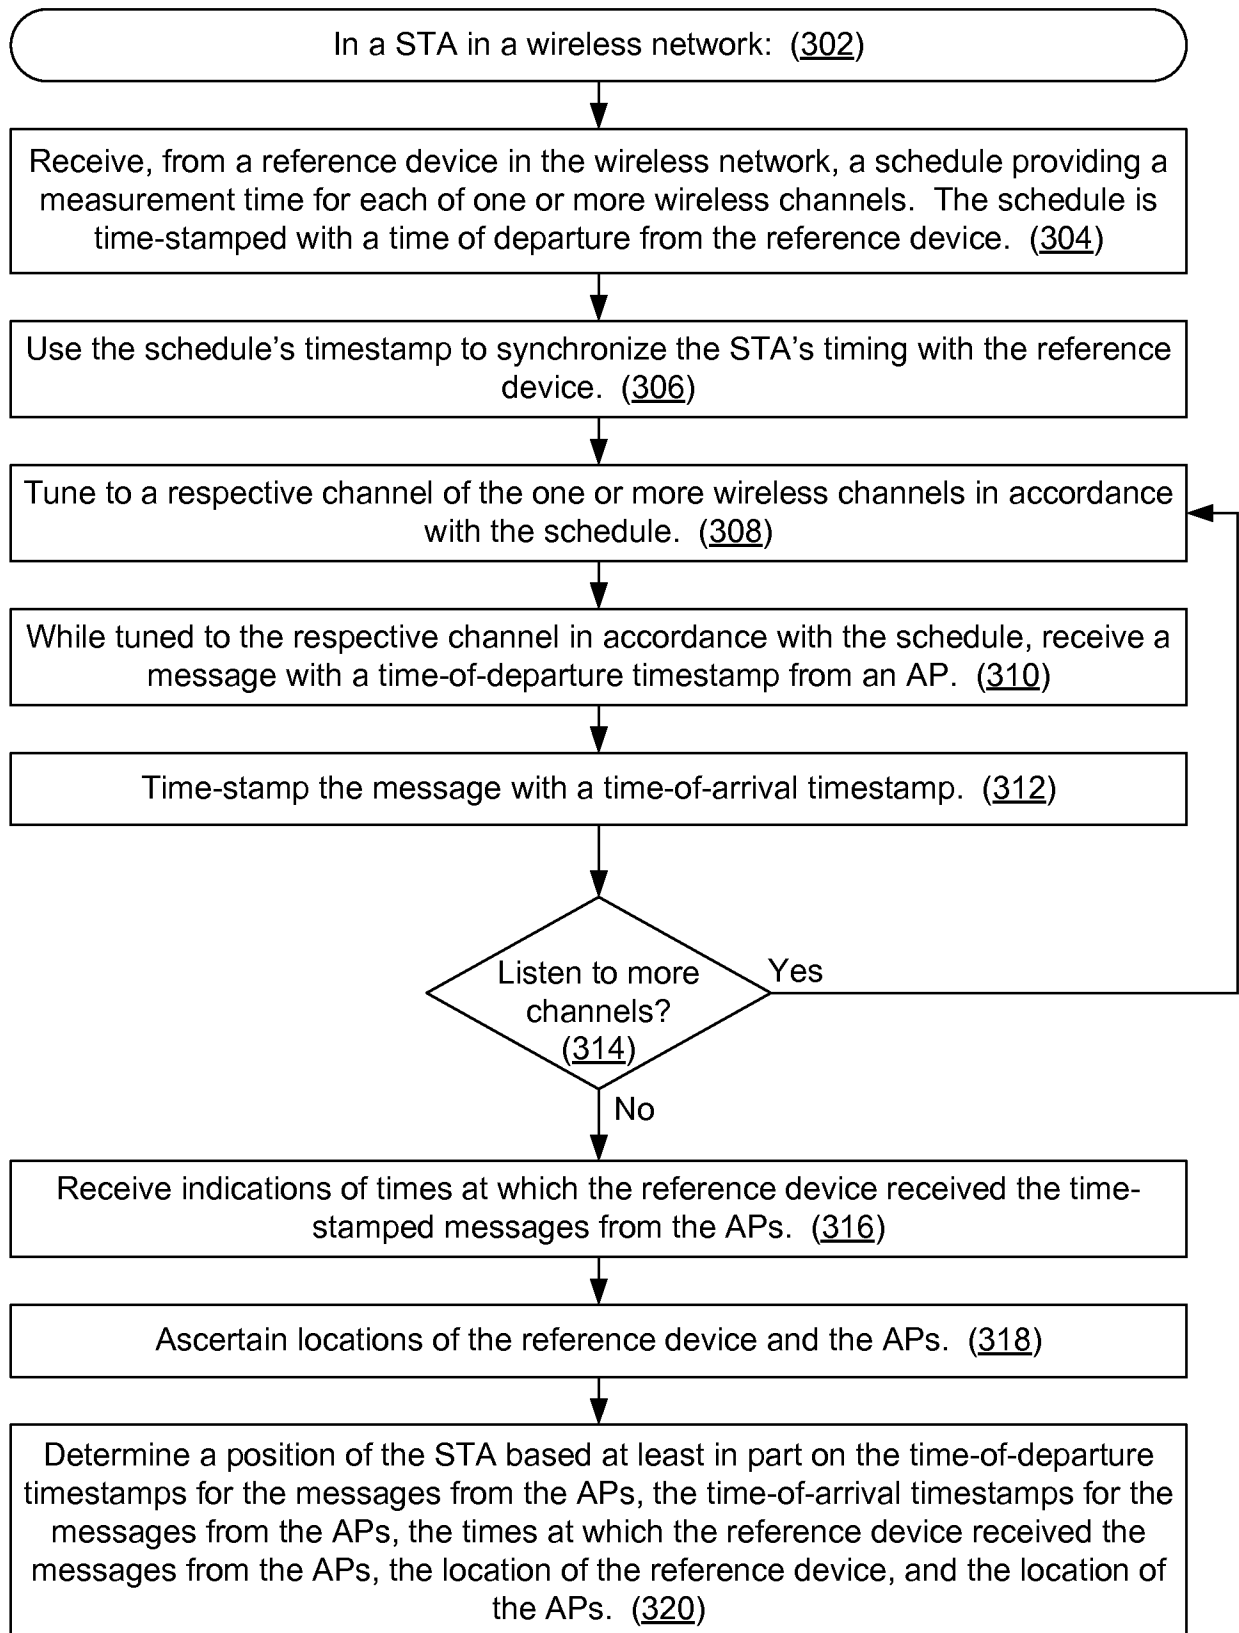 In a STA in a wireless network:  (302)
Receive, from a reference device in the wireless network, a schedule providing a
measurement time for each of one or more wireless channels.  The schedule is
time-stamped with a time of departure from the reference device.  (304)
Use the schedule’s timestamp to synchronize the STA’s timing with the reference
device.  (306)
Tune to a respective channel of the one or more wireless channels in accordance
with the schedule.  (308)
While tuned to the respective channel in accordance with the schedule, receive a
message with a time-of-departure timestamp from an AP.  (310)
Time-stamp the message with a time-of-arrival timestamp.  (312)
Listen to more
channels?
(314)
Yes
No
Receive indications of times at which the reference device received the time-
stamped messages from the APs.  (316)
Ascertain locations of the reference device and the APs.  (318)
Determine a position of the STA based at least in part on the time-of-departure
timestamps for the messages from the APs, the time-of-arrival timestamps for the
messages from the APs, the times at which the reference device received the
messages from the APs, the location of the reference device, and the location of
the APs.  (320)